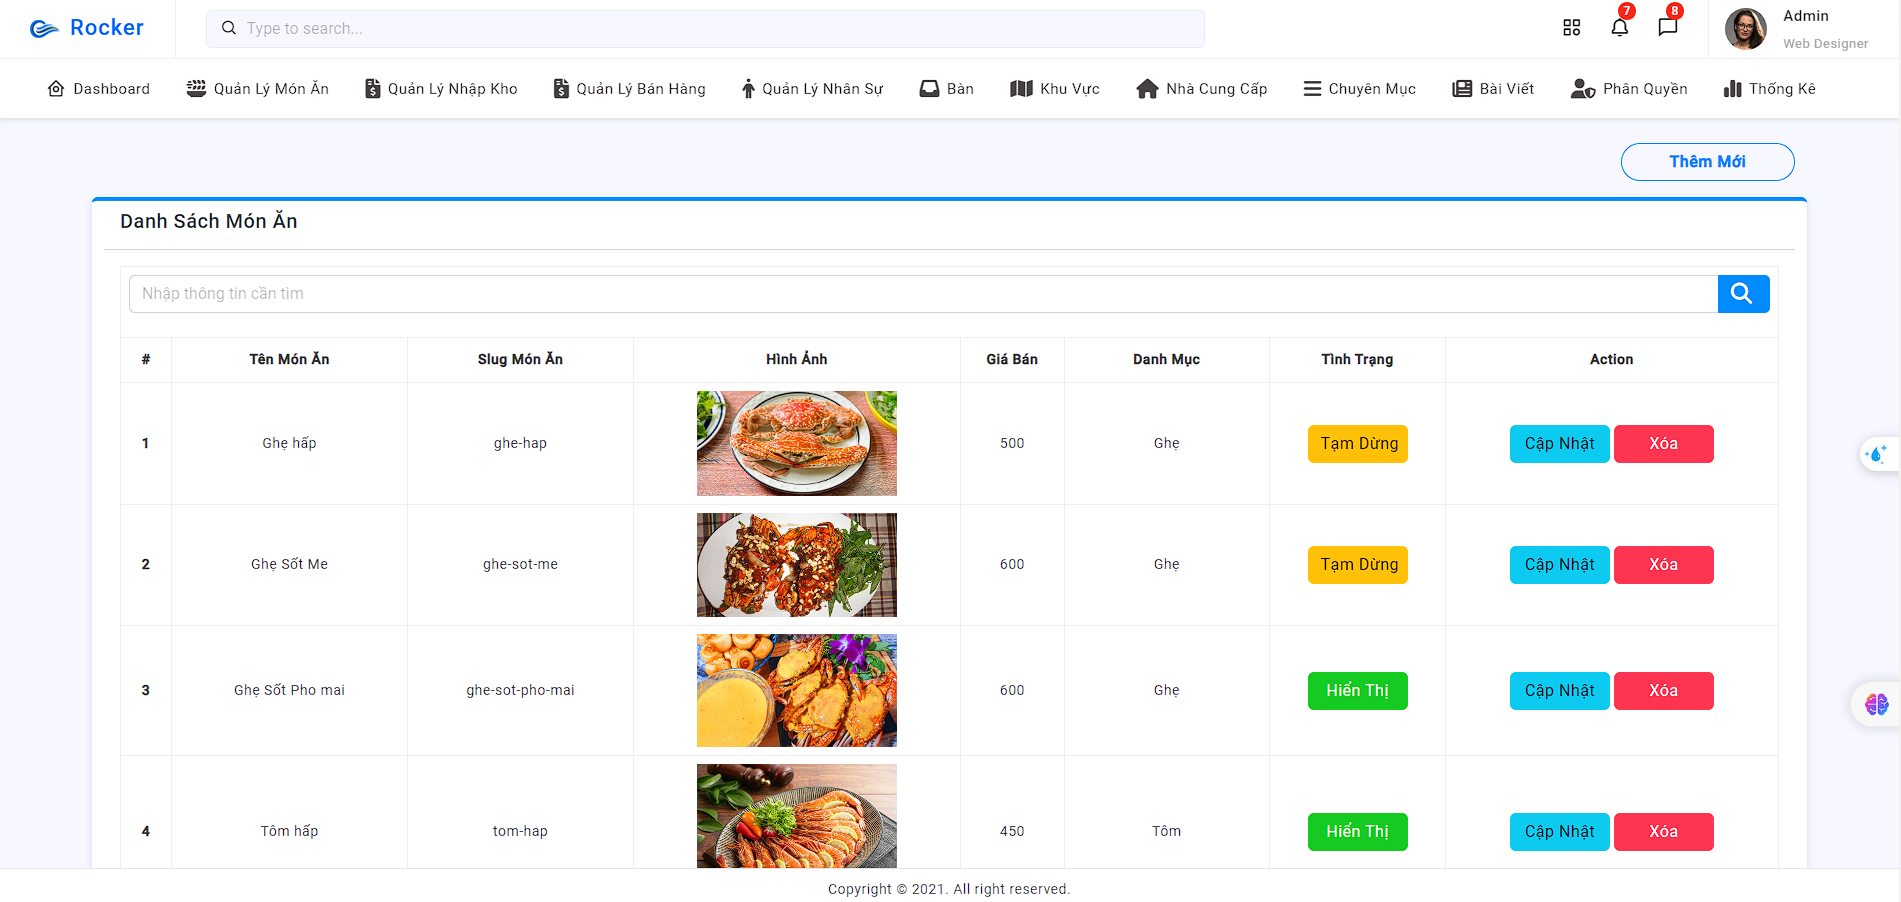 Rocker
Type to search...
7
8
Admin
Web Designer
Dashboard
Quản Lý Món Ăn
Quản Lý Nhập Kho
Quản Lý Bán Hàng
Quản Lý Nhân Sự
Bàn
Khu Vực
Nhà Cung Cấp
Chuyên Mục
Bài Viết
Phân Quyền
Thống Kê
Thêm Mới
Danh Sách Món Ăn
Nhập thông tin cần tìm
# Tên Món Ăn Slug Món Ăn Hình Ảnh Giá Bán Danh Mục Tình Trạng Action
1 Ghẹ hấp ghe-hap 500 Ghẹ Tạm Dừng Cập Nhật Xóa
2 Ghẹ Sốt Me ghe-sot-me 600 Ghẹ Tạm Dừng Cập Nhật Xóa
3 Ghẹ Sốt Pho mai ghe-sot-pho-mai 600 Ghẹ Hiển Thị Cập Nhật Xóa
4 Tôm hấp tom-hap 450 Tôm Hiển Thị Cập Nhật Xóa
Copyright © 2021. All right reserved.